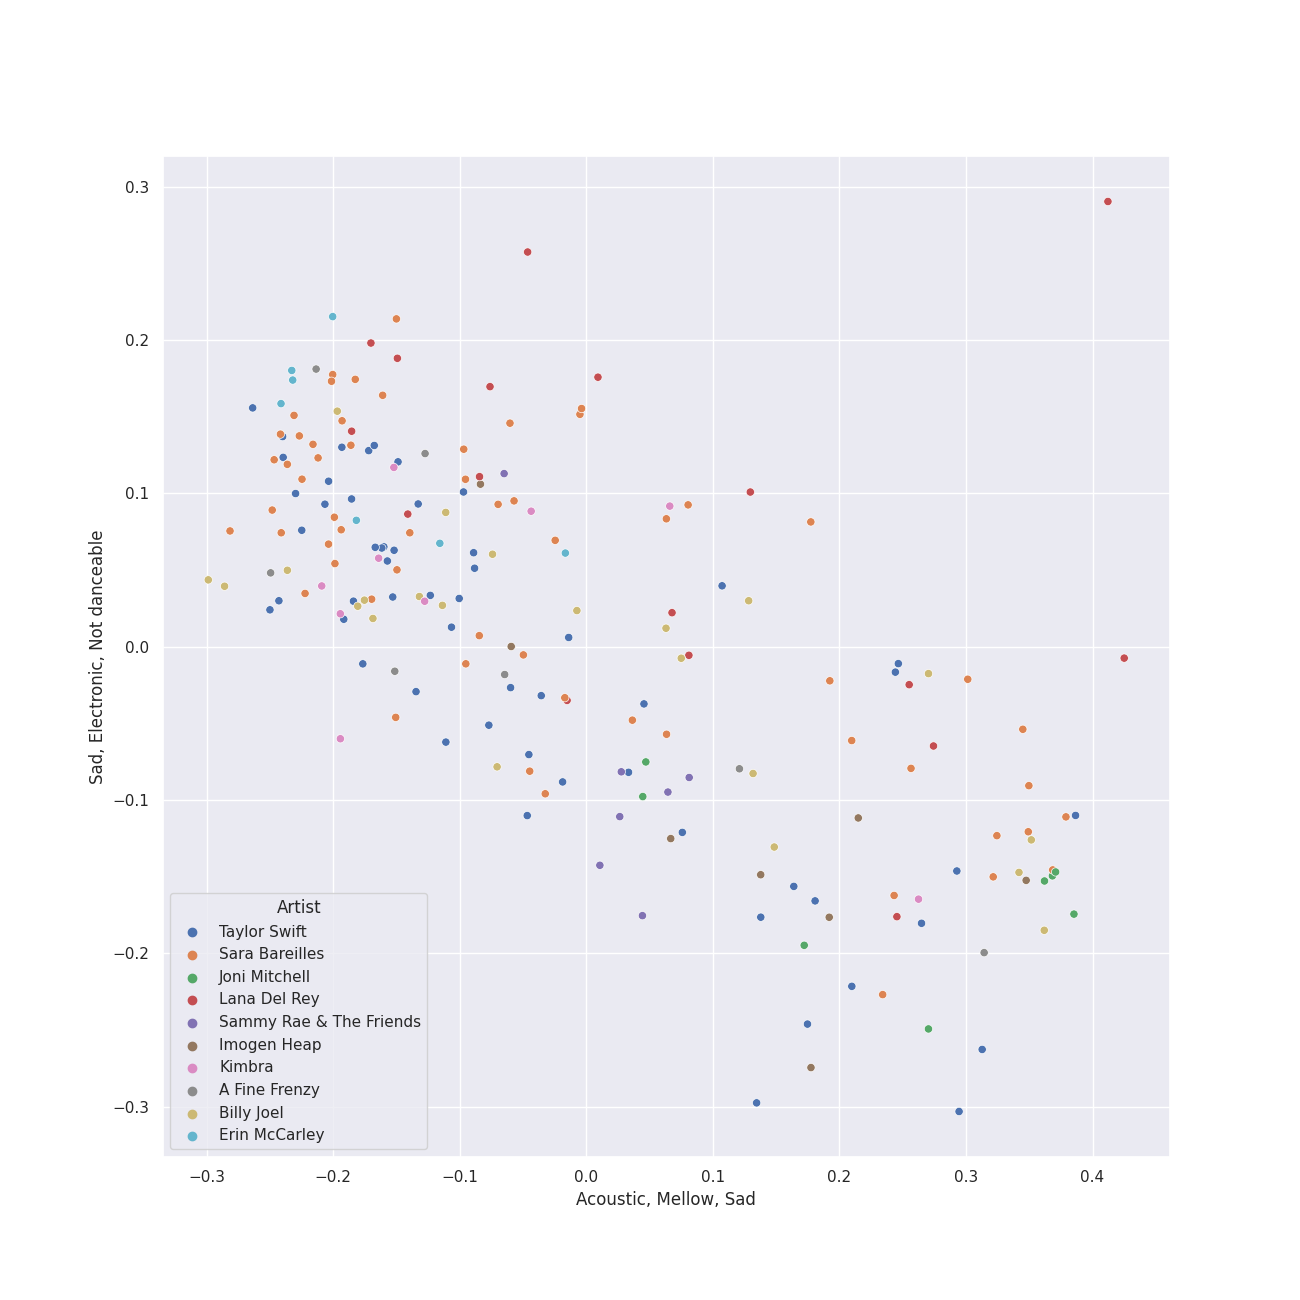 0.3
0.2
0.1
0.0
−0.1
−0.2
−0.3
Sad, Electronic, Not danceable
Artist
Taylor Swift
Sara Bareilles
Joni Mitchell
Lana Del Rey
Sammy Rae & The Friends
Imogen Heap
Kimbra
A Fine Frenzy
Billy Joel
Erin McCarley
−0.3 −0.2 −0.1 0.0 0.1 0.2 0.3 0.4
Acoustic, Mellow, Sad